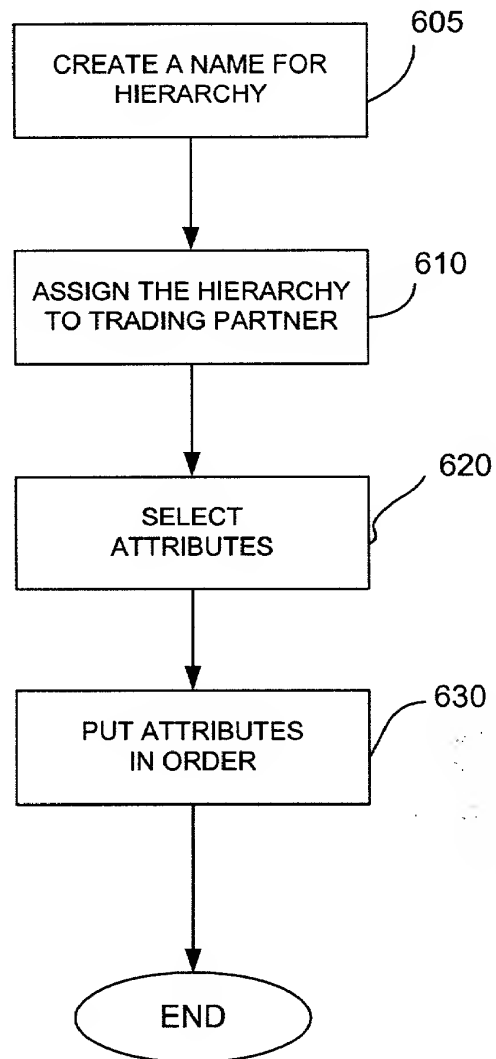 605
CREATE A NAME FOR
HIERARCHY
610
ASSIGN THE HIERARCHY
TO TRADING PARTNER
620
SELECT
ATTRIBUTES
630
PUT ATTRIBUTES
IN ORDER
END